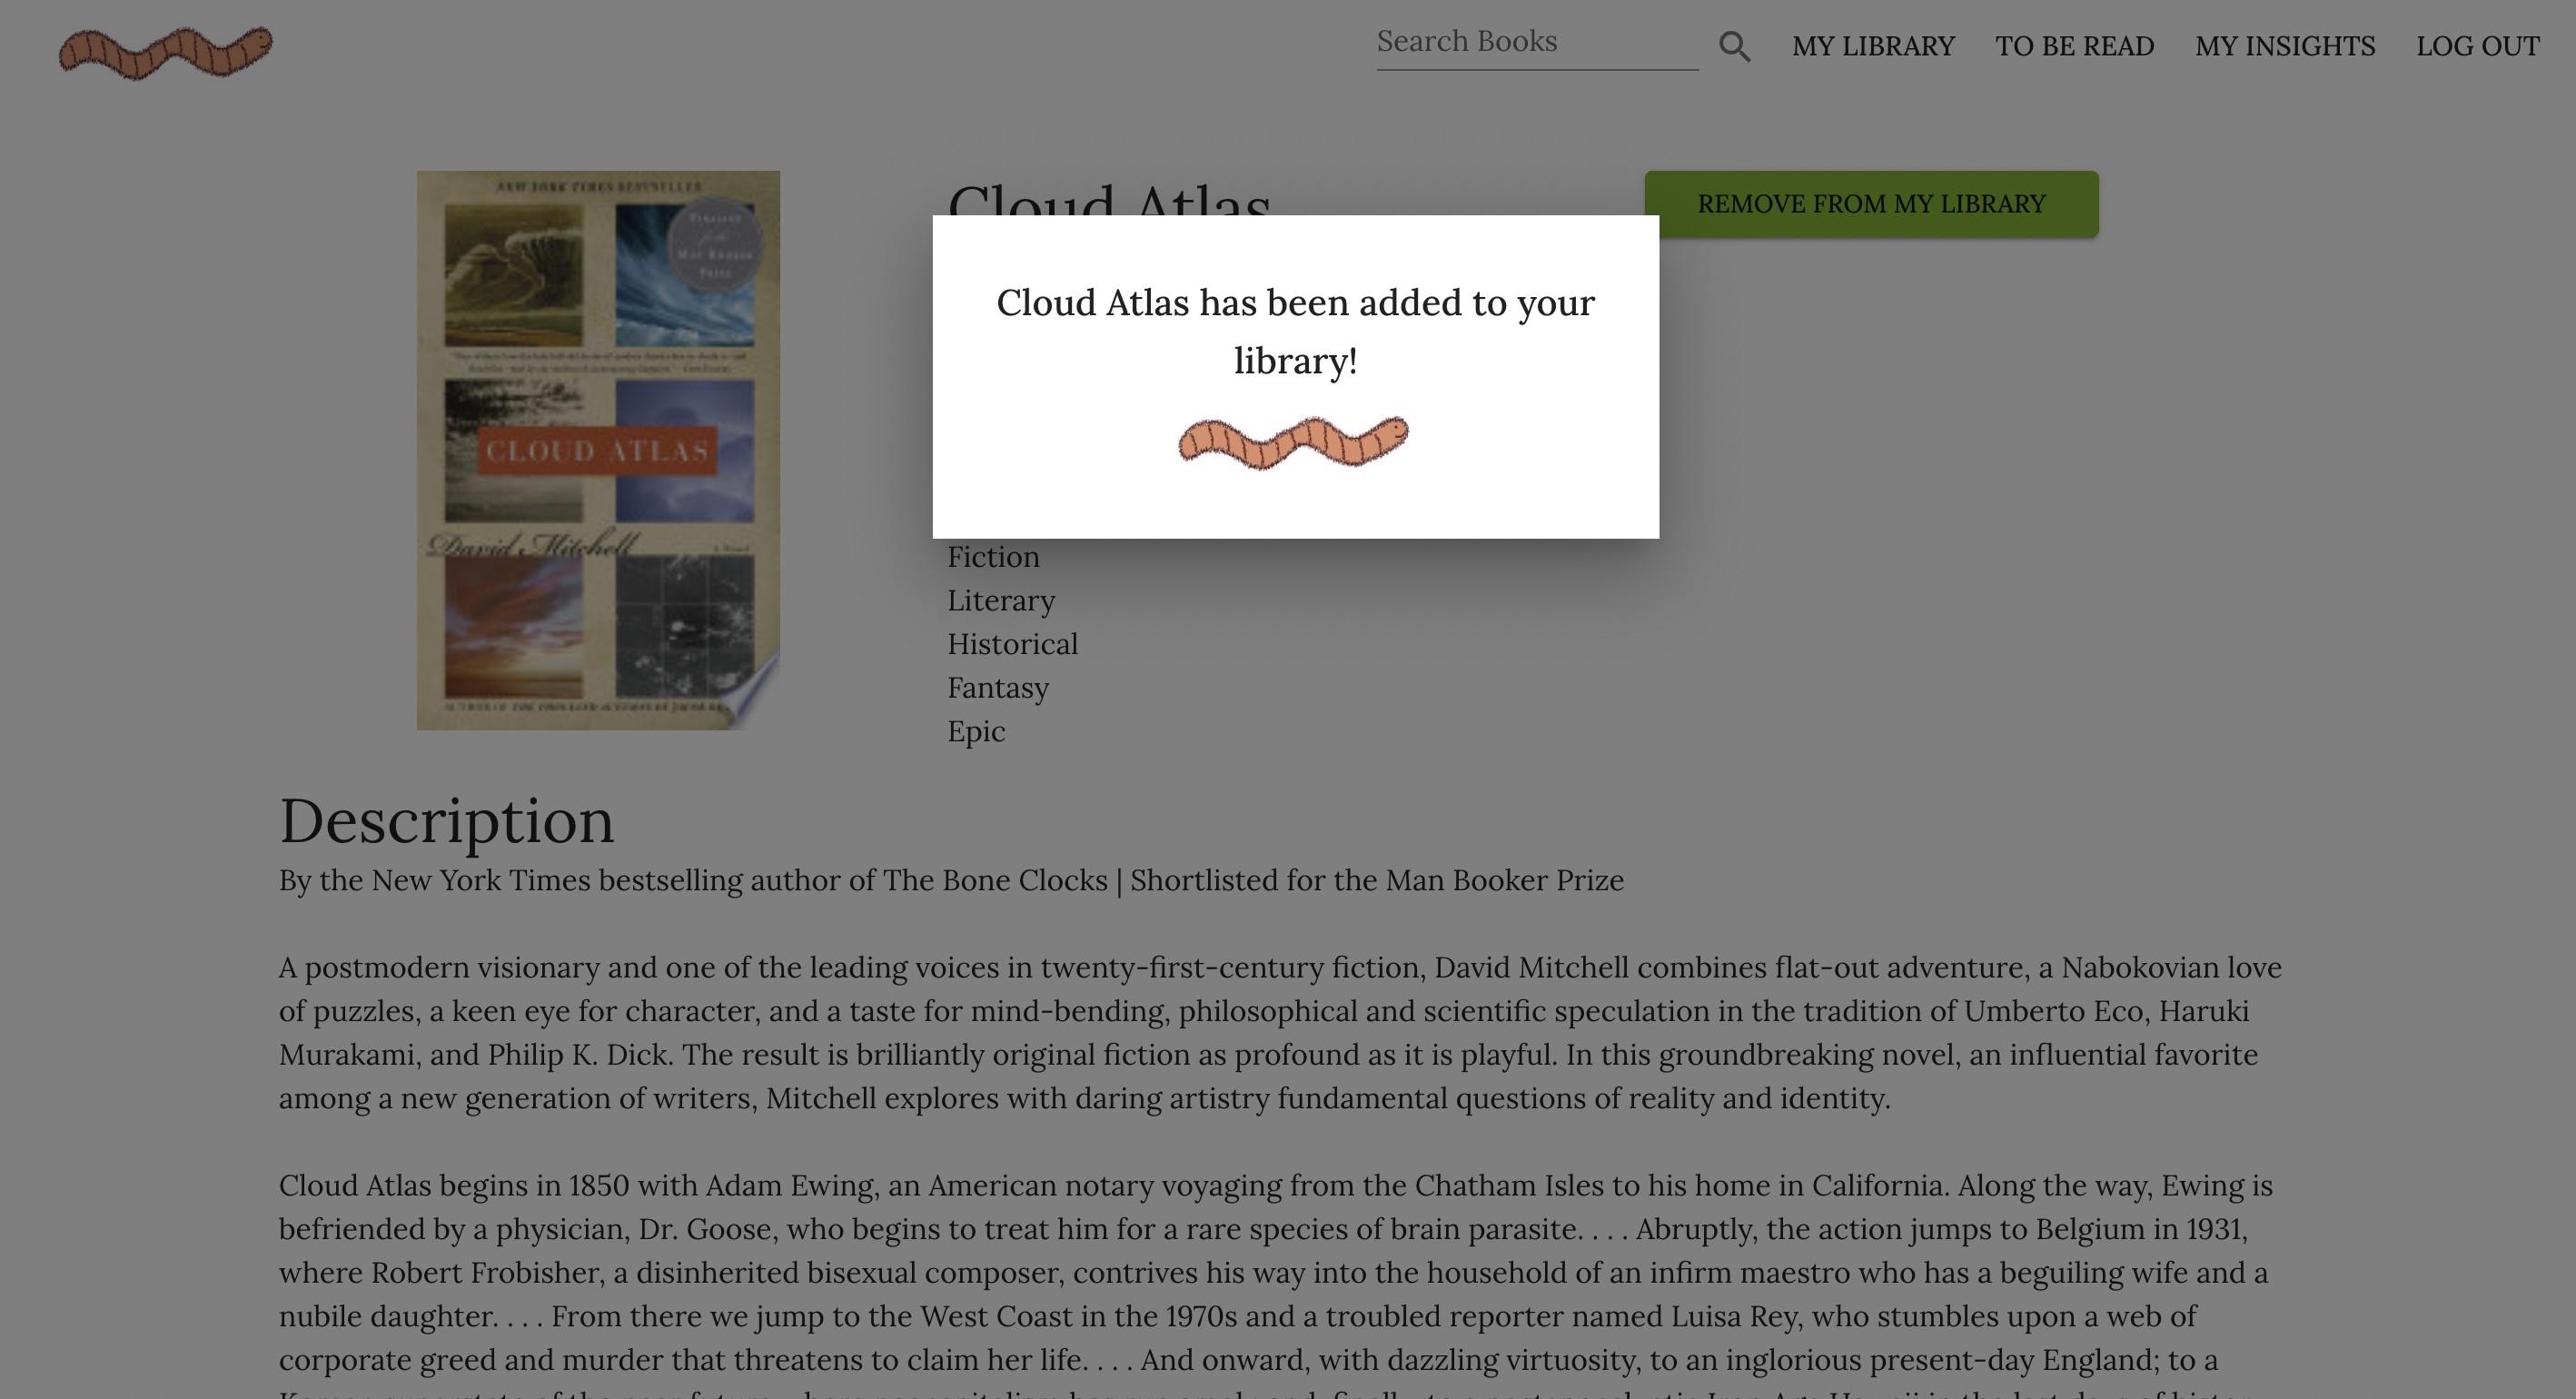 Search Books
MY LIBRARY
TO BE READ
MY INSIGHTS
LOG OUT
NEW YORK TIMES BESTSELLER
CLOUD ATLAS
David Mitchell
Cloud Atlas
REMOVE FROM MY LIBRARY
Cloud Atlas has been added to your
library!
Fiction
Literary
Historical
Fantasy
Epic
Description
By the New York Times bestselling author of The Bone Clocks | Shortlisted for the Man Booker Prize
A postmodern visionary and one of the leading voices in twenty-first-century fiction, David Mitchell combines flat-out adventure, a Nabokovian love
of puzzles, a keen eye for character, and a taste for mind-bending, philosophical and scientific speculation in the tradition of Umberto Eco, Haruki
Murakami, and Philip K. Dick. The result is brilliantly original fiction as profound as it is playful. In this groundbreaking novel, an influential favorite
among a new generation of writers, Mitchell explores with daring artistry fundamental questions of reality and identity.
Cloud Atlas begins in 1850 with Adam Ewing, an American notary voyaging from the Chatham Isles to his home in California. Along the way, Ewing is
befriended by a physician, Dr. Goose, who begins to treat him for a rare species of brain parasite. . . . Abruptly, the action jumps to Belgium in 1931,
where Robert Frobisher, a disinherited bisexual composer, contrives his way into the household of an infirm maestro who has a beguiling wife and a
nubile daughter. . . . From there we jump to the West Coast in the 1970s and a troubled reporter named Luisa Rey, who stumbles upon a web of
corporate greed and murder that threatens to claim her life. . . . And onward, with dazzling virtuosity, to an inglorious present-day England; to a